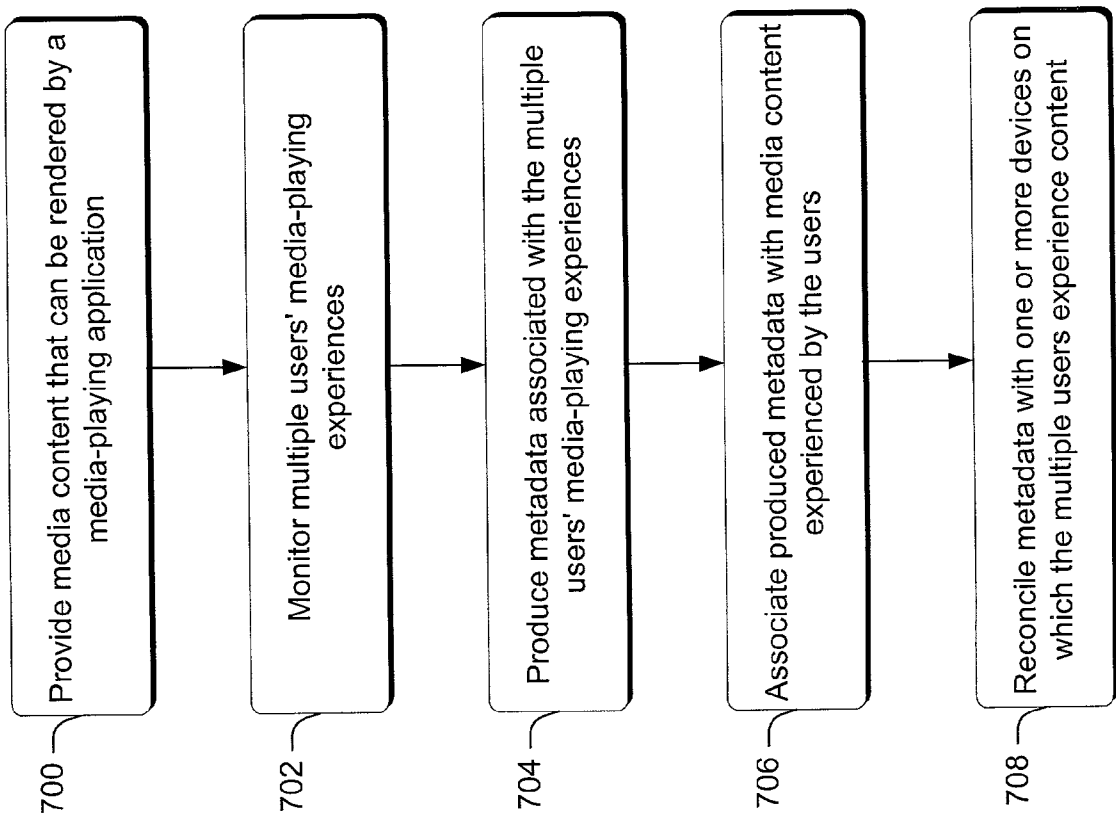 700
Provide media content that can be rendered by a
media-playing application
702
Monitor multiple users' media-playing
experiences
704
Produce metadata associated with the multiple
users' media-playing experiences
706
Associate produced metadata with media content
experienced by the users
708
Reconcile metadata with one or more devices on
which the multiple users experience content